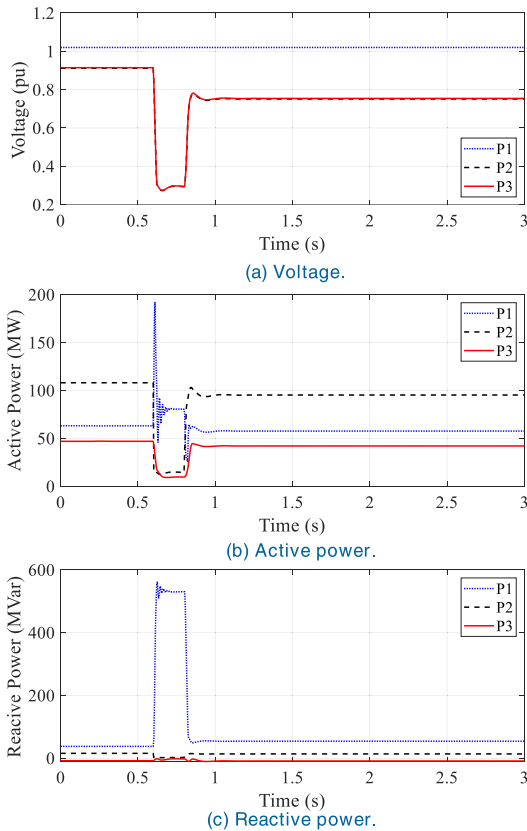 1.2
1
0.8
0.6
0.4
0.2
Voltage (pu)
P1
P2
P3
0 0.5 1 1.5 2 2.5 3
Time (s)
(a) Voltage.
200
150
100
50
0
Active Power (MW)
P1
P2
P3
0 0.5 1 1.5 2 2.5 3
Time (s)
(b) Active power.
600
400
200
0
Reacive Power (MVar)
P1
P2
P3
0 0.5 1 1.5 2 2.5 3
Time (s)
(c) Reactive power.